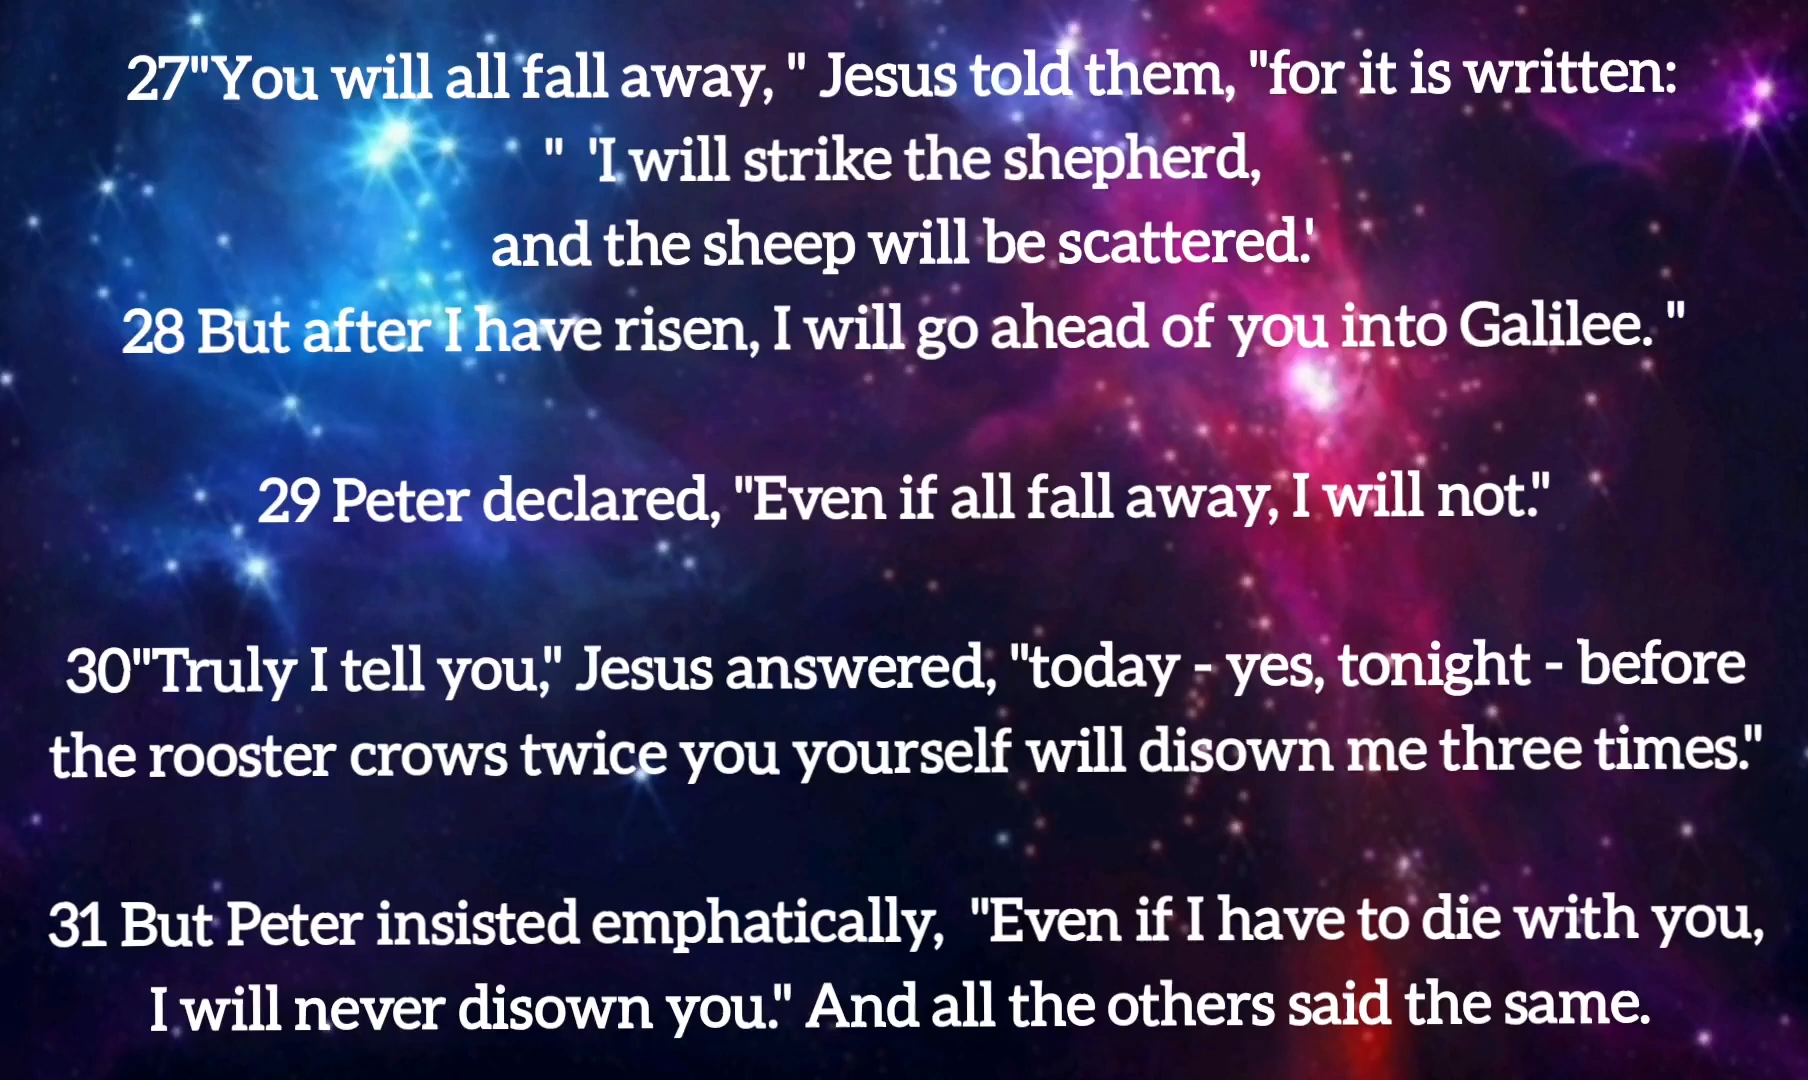 27"You will all fall away, " Jesus told them, "for it is written:
" 'I will strike the shepherd,
and the sheep will be scattered.'
28 But after I have risen, I will go ahead of you into Galilee. "
29 Peter declared, "Even if all fall away, I will not."
30"Truly I tell you," Jesus answered, "today - yes, tonight - before
the rooster crows twice you yourself will disown me three times."
31 But Peter insisted emphatically, "Even if I have to die with you,
I will never disown you." And all the others said the same.